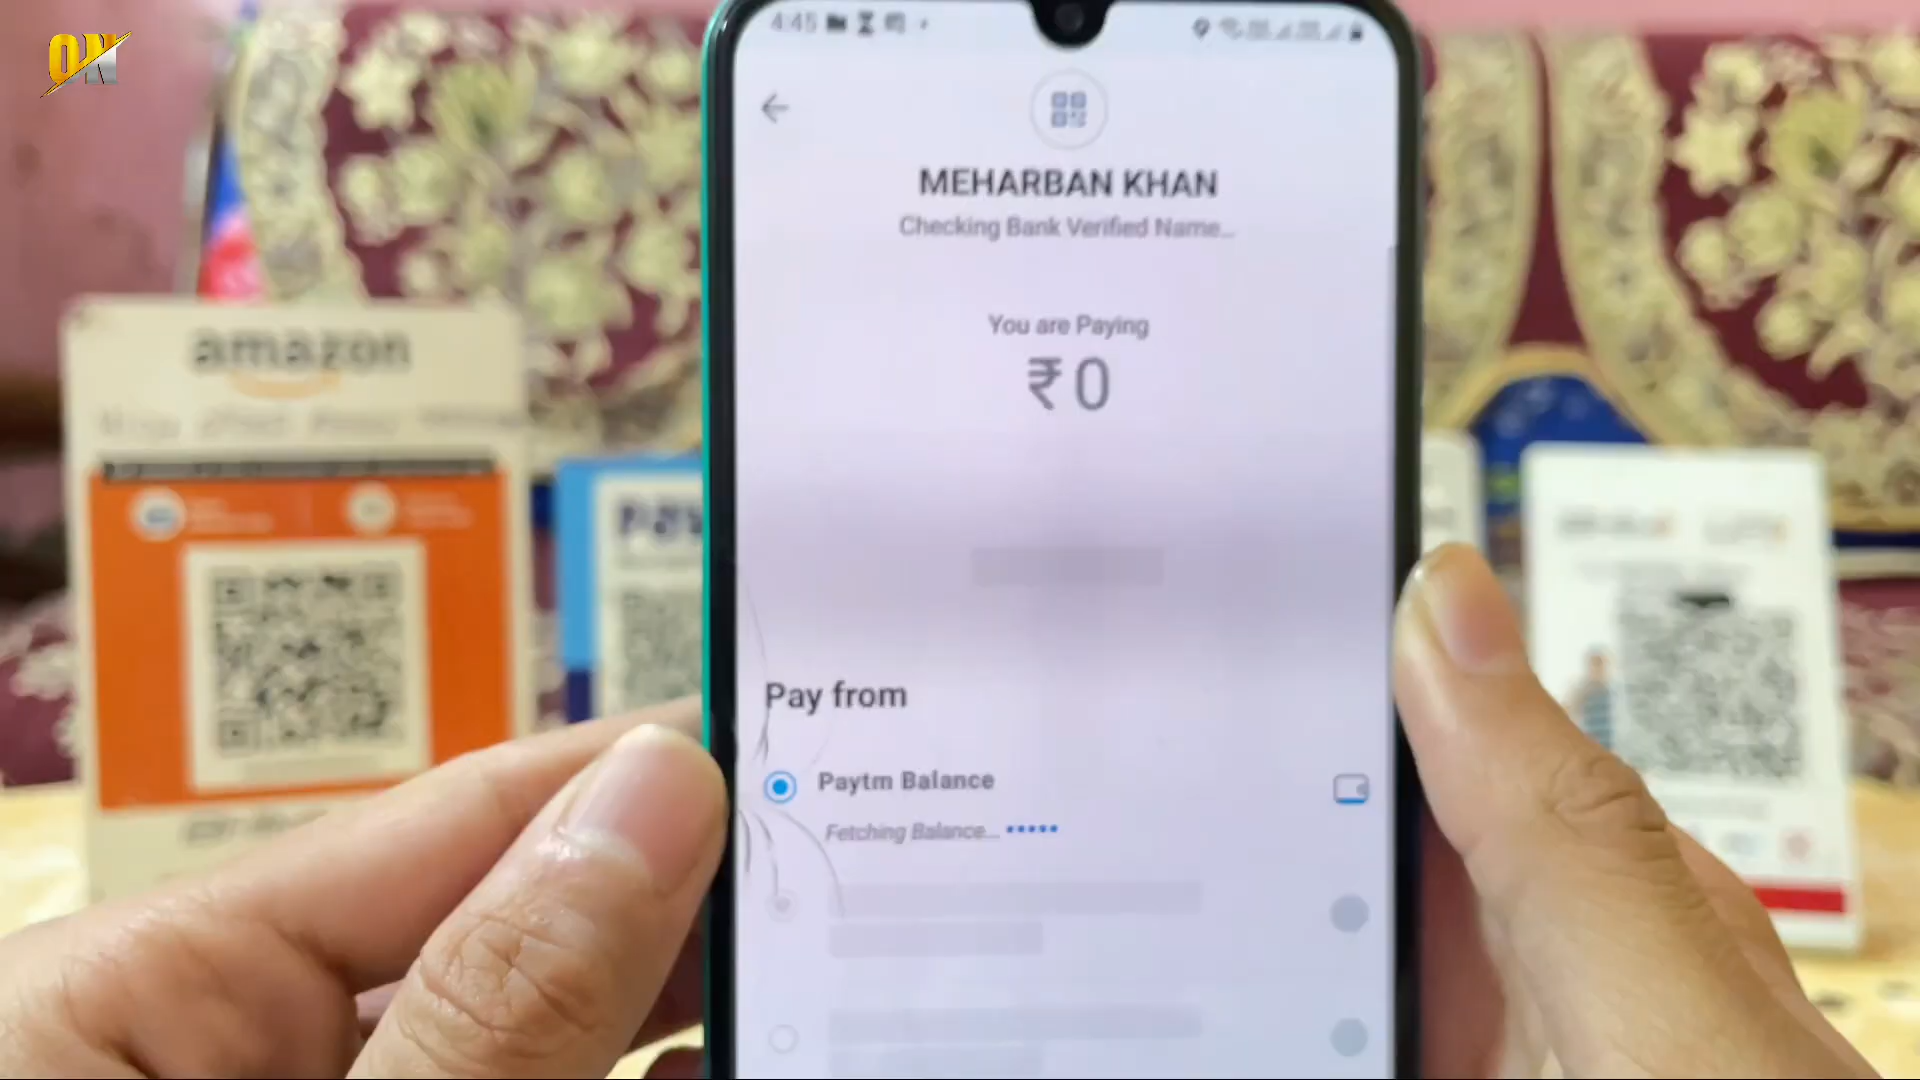 ON
4:45
MEHARBAN KHAN
Checking Bank Verified Name...
You are Paying
₹0
Pay from
Paytm Balance
Fetching Balance...
amazon